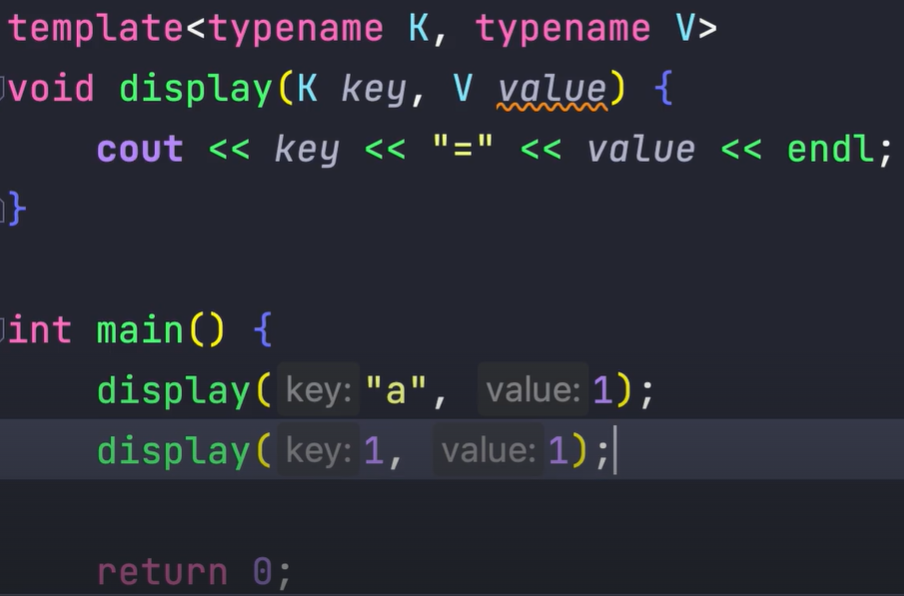 template<typename K, typename V>
void display(K key, V value) {
cout << key << "=" << value << endl;
}
int main() {
display( key: "a", value: 1);
display( key: 1, value: 1);
return 0;